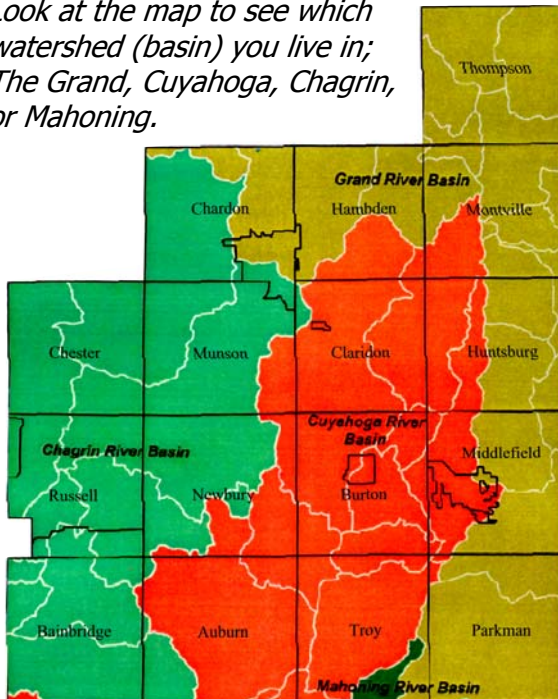 Look at the map to see which
watershed (basin) you live in;
The Grand, Cuyahoga, Chagrin,
or Mahoning.
Thompson
Grand River Basin
Chardon
Hambden
Montville
Chester
Munson
Claridon
Huntsburg
Cuyahoga River
Basin
Chagrin River Basin
Middlefield
Russell
Newbury
Burton
Bainbridge
Auburn
Troy
Parkman
Mahoning River Basin